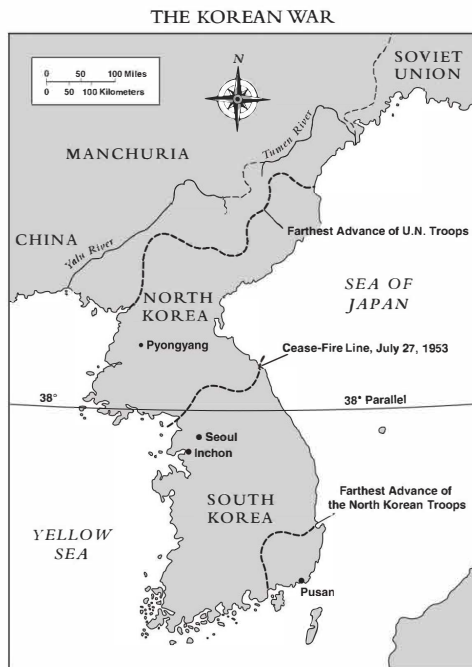 THE KOREAN WAR
SOVIET
UNION
0 50 100 Miles
0 50 100 Kilometers
N
Tumen River
MANCHURIA
Farthest Advance of U.N. Troops
CHINA
Yalu River
SEA OF
JAPAN
NORTH
KOREA
Pyongyang
Cease-Fire Line, July 27, 1953
38°
38° Parallel
Seoul
Inchon
Farthest Advance of
the North Korean Troops
SOUTH
KOREA
YELLOW
SEA
Pusan